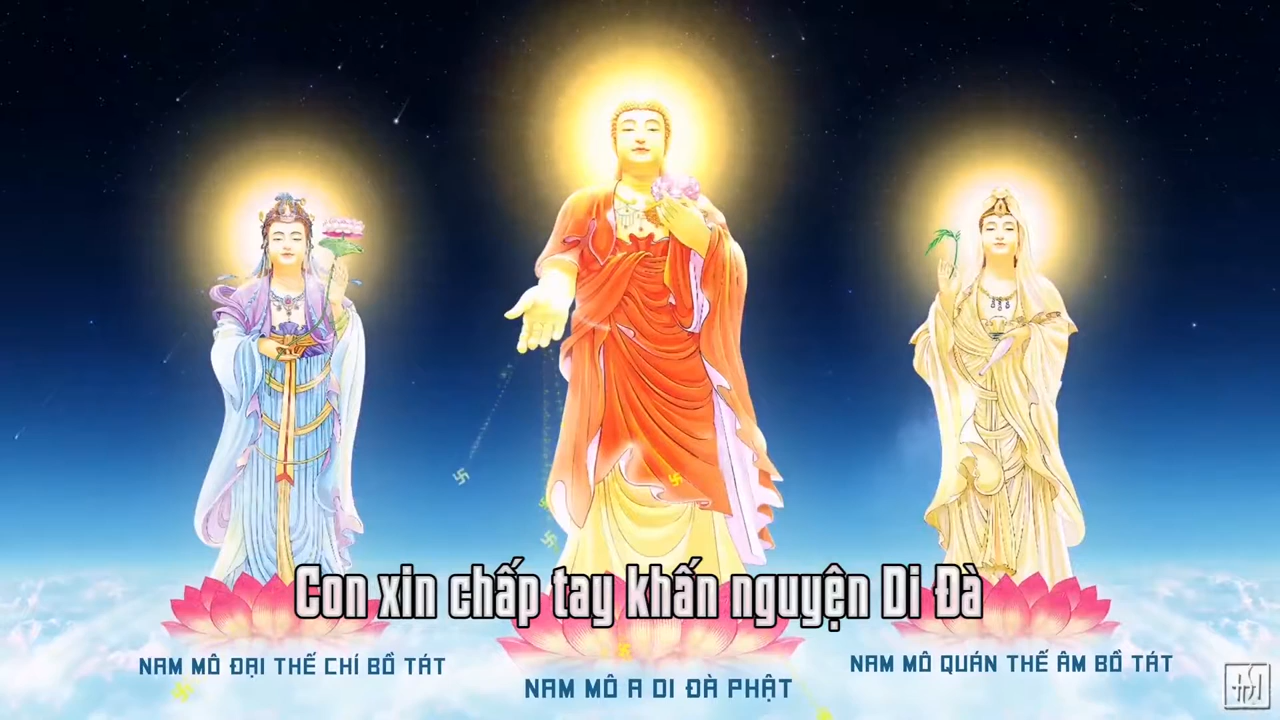 Con xin chấp tay khấn nguyện Di Đà
NAM MÔ ĐẠI THẾ CHÍ BỒ TÁT
NAM MÔ A DI ĐÀ PHẬT
NAM MÔ QUÁN THẾ ÂM BỒ TÁT